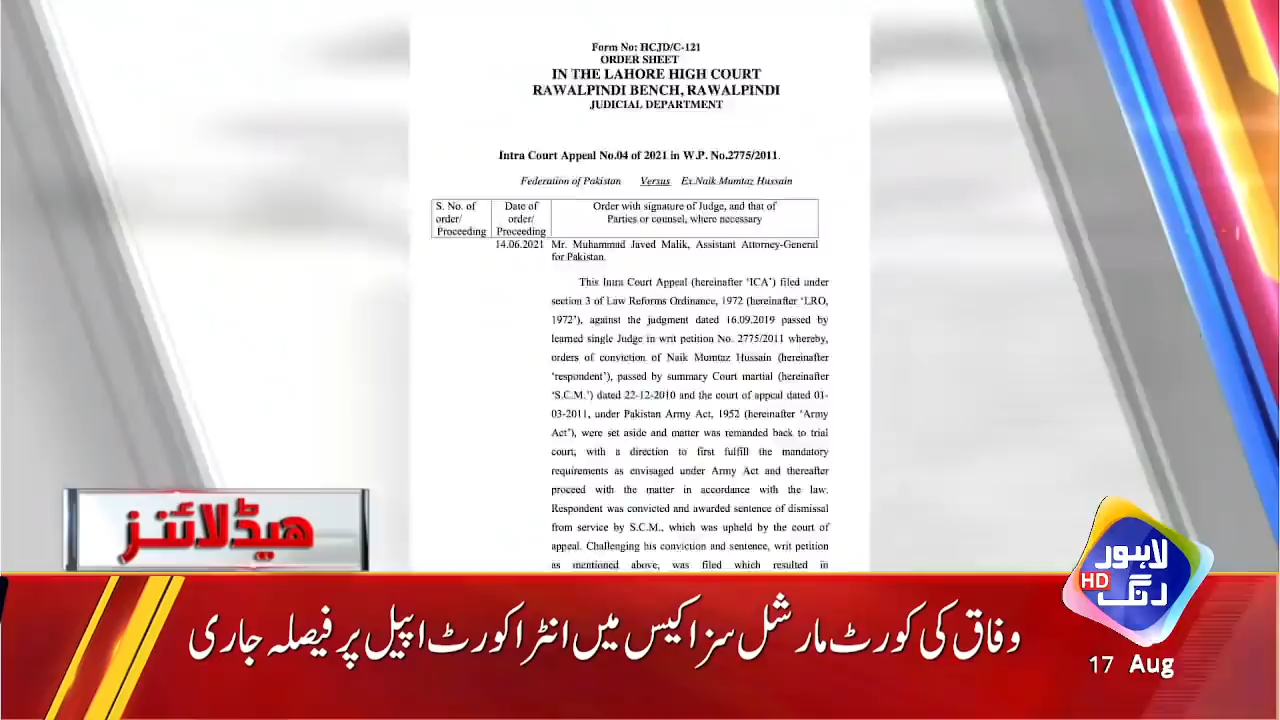 Form No: HCJD/C-121
ORDER SHEET
IN THE LAHORE HIGH COURT
RAWALPINDI BENCH, RAWALPINDI
JUDICIAL DEPARTMENT
Intra Court Appeal No.04 of 2021 in W.P. No.2775/2011.
Federation of Pakistan Versus Ex.Naik Mumtaz Hussain
S. No. of order/ Proceeding
Date of order/ Proceeding
Order with signature of Judge, and that of
Parties or counsel, where necessary
14.06.2021 Mr. Muhammad Javed Malik, Assistant Attorney-General
for Pakistan.
This Intra Court Appeal (hereinafter ‘ICA’) filed under
section 3 of Law Reforms Ordinance, 1972 (hereinafter ‘LRO,
1972’), against the judgment dated 16.09.2019 passed by
learned single Judge in writ petition No. 2775/2011 whereby,
orders of conviction of Naik Mumtaz Hussain (hereinafter
‘respondent’), passed by summary Court martial (hereinafter
‘S.C.M.’) dated 22-12-2010 and the court of appeal dated 01-
03-2011, under Pakistan Army Act, 1952 (hereinafter ‘Army
Act’), were set aside and matter was remanded back to trial
court; with a direction to first fulfill the mandatory
requirements as envisaged under Army Act and thereafter
proceed with the matter in accordance with the law.
Respondent was convicted and awarded sentence of dismissal
from service by S.C.M., which was upheld by the court of
appeal. Challenging his conviction and sentence, writ petition
as mentioned above, was filed which resulted in
ہیڈلائنز
لاہور
رنگ
HD
وفاق کی کورٹ مارشل سزا کیس میں انٹرا کورٹ اپیل پر فیصلہ جاری
17 Aug